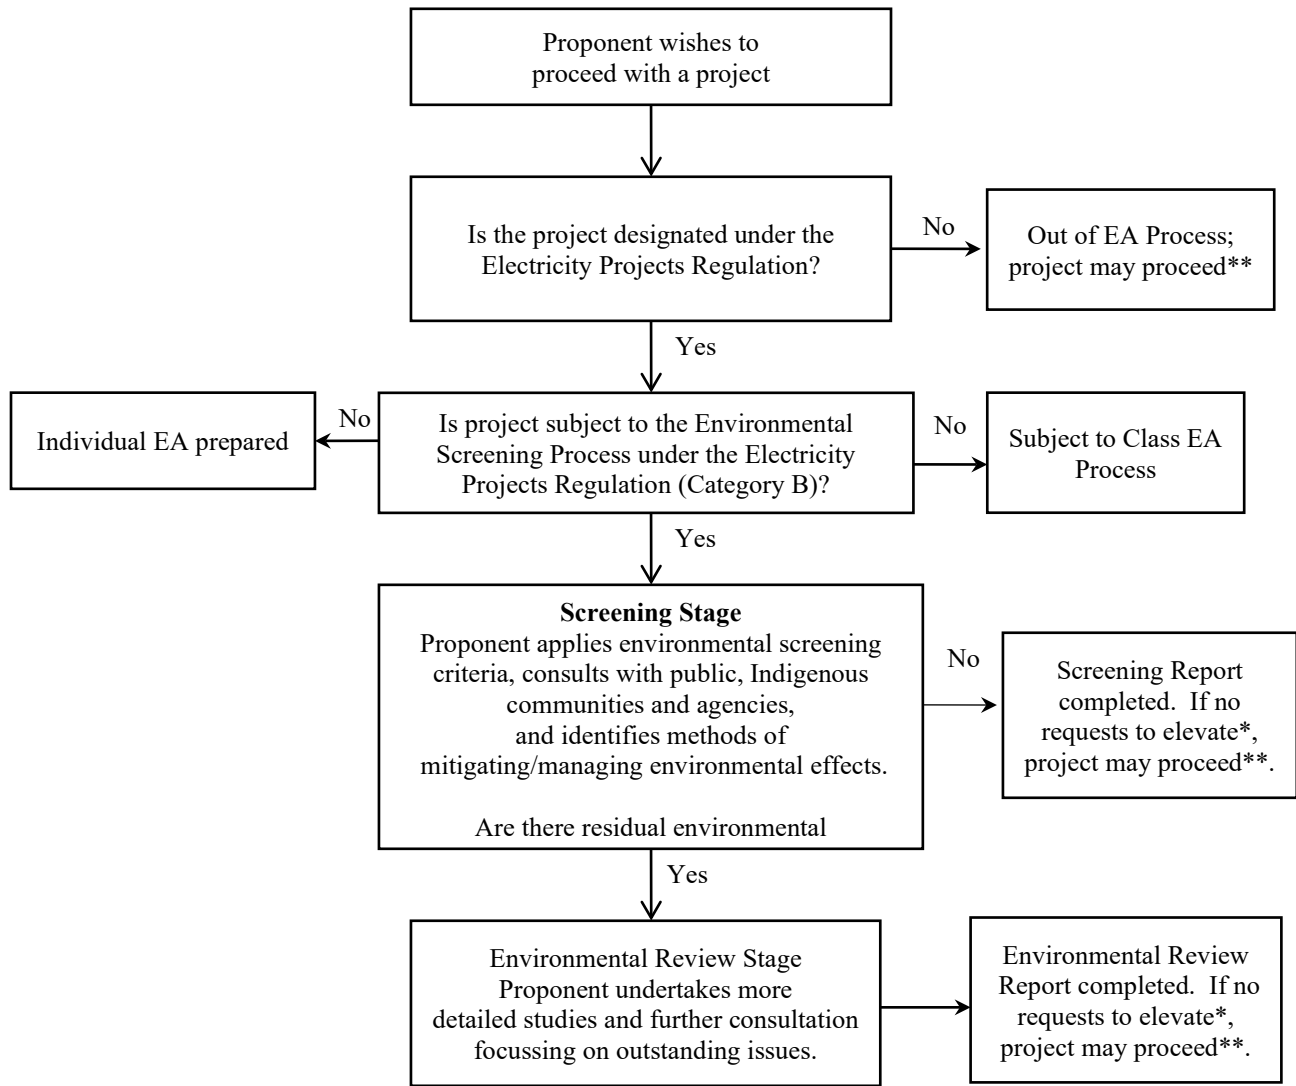 Proponent wishes to
proceed with a project
Is the project designated under the
Electricity Projects Regulation?
No
Out of EA Process;
project may proceed**
Yes
Individual EA prepared
No
Is project subject to the Environmental
Screening Process under the Electricity
Projects Regulation (Category B)?
No
Subject to Class EA
Process
Yes
Screening Stage
Proponent applies environmental screening
criteria, consults with public, Indigenous
communities and agencies,
and identifies methods of
mitigating/managing environmental effects.
Are there residual environmental
No
Screening Report
completed.  If no
requests to elevate*,
project may proceed**.
Yes
Environmental Review Stage
Proponent undertakes more
detailed studies and further consultation
focussing on outstanding issues.
Environmental Review
Report completed.  If no
requests to elevate*,
project may proceed**.